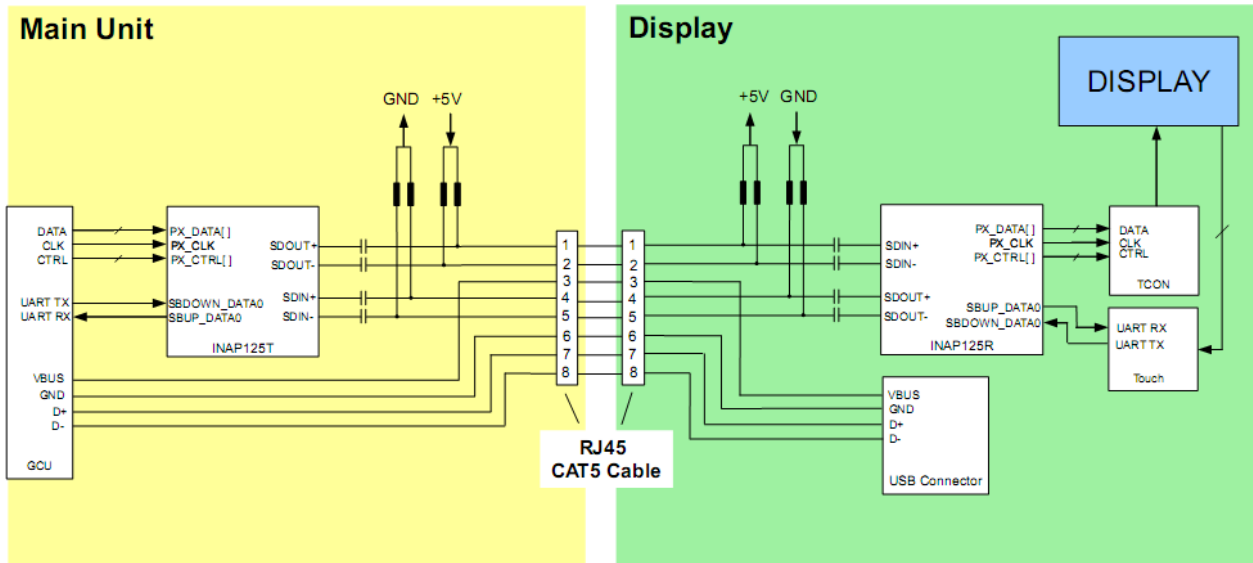 Main Unit
GND +5V
DATA
CLK
CTRL
UART TX
UART RX
VBUS
GND
D+
D-
GCU
PX_DATA[ ]
PX_CLK
PX_CTRL[ ]
SBDOWN_DATA0
SBUP_DATA0
SDOUT+
SDOUT-
SDIN+
SDIN-
INAP125T
1
2
3
4
5
6
7
8
RJ45
CAT5 Cable
Display
+5V GND
1
2
3
4
5
6
7
8
SDIN+
SDIN-
SDOUT+
SDOUT-
PX_DATA[ ]
PX_CLK
PX_CTRL[ ]
SBUP_DATA0
SBDOWN_DATA0
INAP125R
DISPLAY
DATA
CLK
CTRL
TCON
UART RX
UART TX
Touch
VBUS
GND
D+
D-
USB Connector